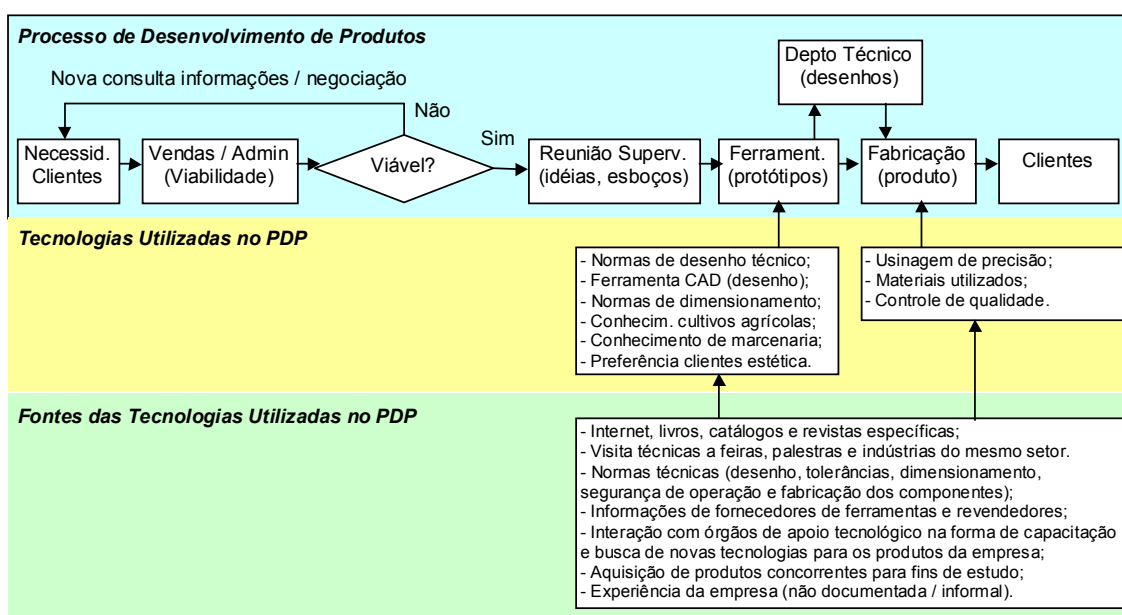 Processo de Desenvolvimento de Produtos
Depto Técnico
(desenhos)
Nova consulta informações / negociação
Não
Sim
Necessid.
Clientes
Vendas / Admin
(Viabilidade)
Viável?
Reunião Superv.
(idéias, esboços)
Ferrament.
(protótipos)
Fabricação
(produto)
Clientes
Tecnologias Utilizadas no PDP
- Normas de desenho técnico;
- Ferramenta CAD (desenho);
- Normas de dimensionamento;
- Conhecim. cultivos agrícolas;
- Conhecimento de marcenaria;
- Preferência clientes estética.
- Usinagem de precisão;
- Materiais utilizados;
- Controle de qualidade.
Fontes das Tecnologias Utilizadas no PDP
- Internet, livros, catálogos e revistas específicas;
- Visita técnicas a feiras, palestras e indústrias do mesmo setor.
- Normas técnicas (desenho, tolerâncias, dimensionamento,
segurança de operação e fabricação dos componentes);
- Informações de fornecedores de ferramentas e revendedores;
- Interação com órgãos de apoio tecnológico na forma de capacitação
e busca de novas tecnologias para os produtos da empresa;
- Aquisição de produtos concorrentes para fins de estudo;
- Experiência da empresa (não documentada / informal).